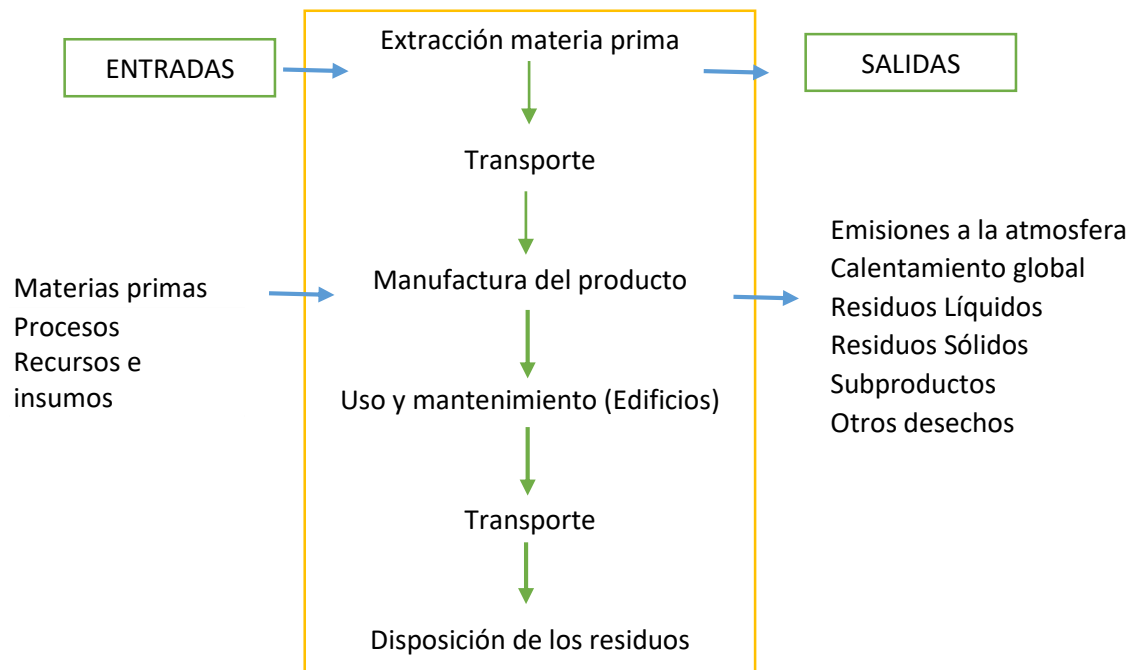 Extracción materia prima
ENTRADAS
SALIDAS
Transporte
Manufactura del producto
Materias primas
Procesos
Recursos e
insumos
Emisiones a la atmosfera
Calentamiento global
Residuos Líquidos
Residuos Sólidos
Subproductos
Otros desechos
Uso y mantenimiento (Edificios)
Transporte
Disposición de los residuos